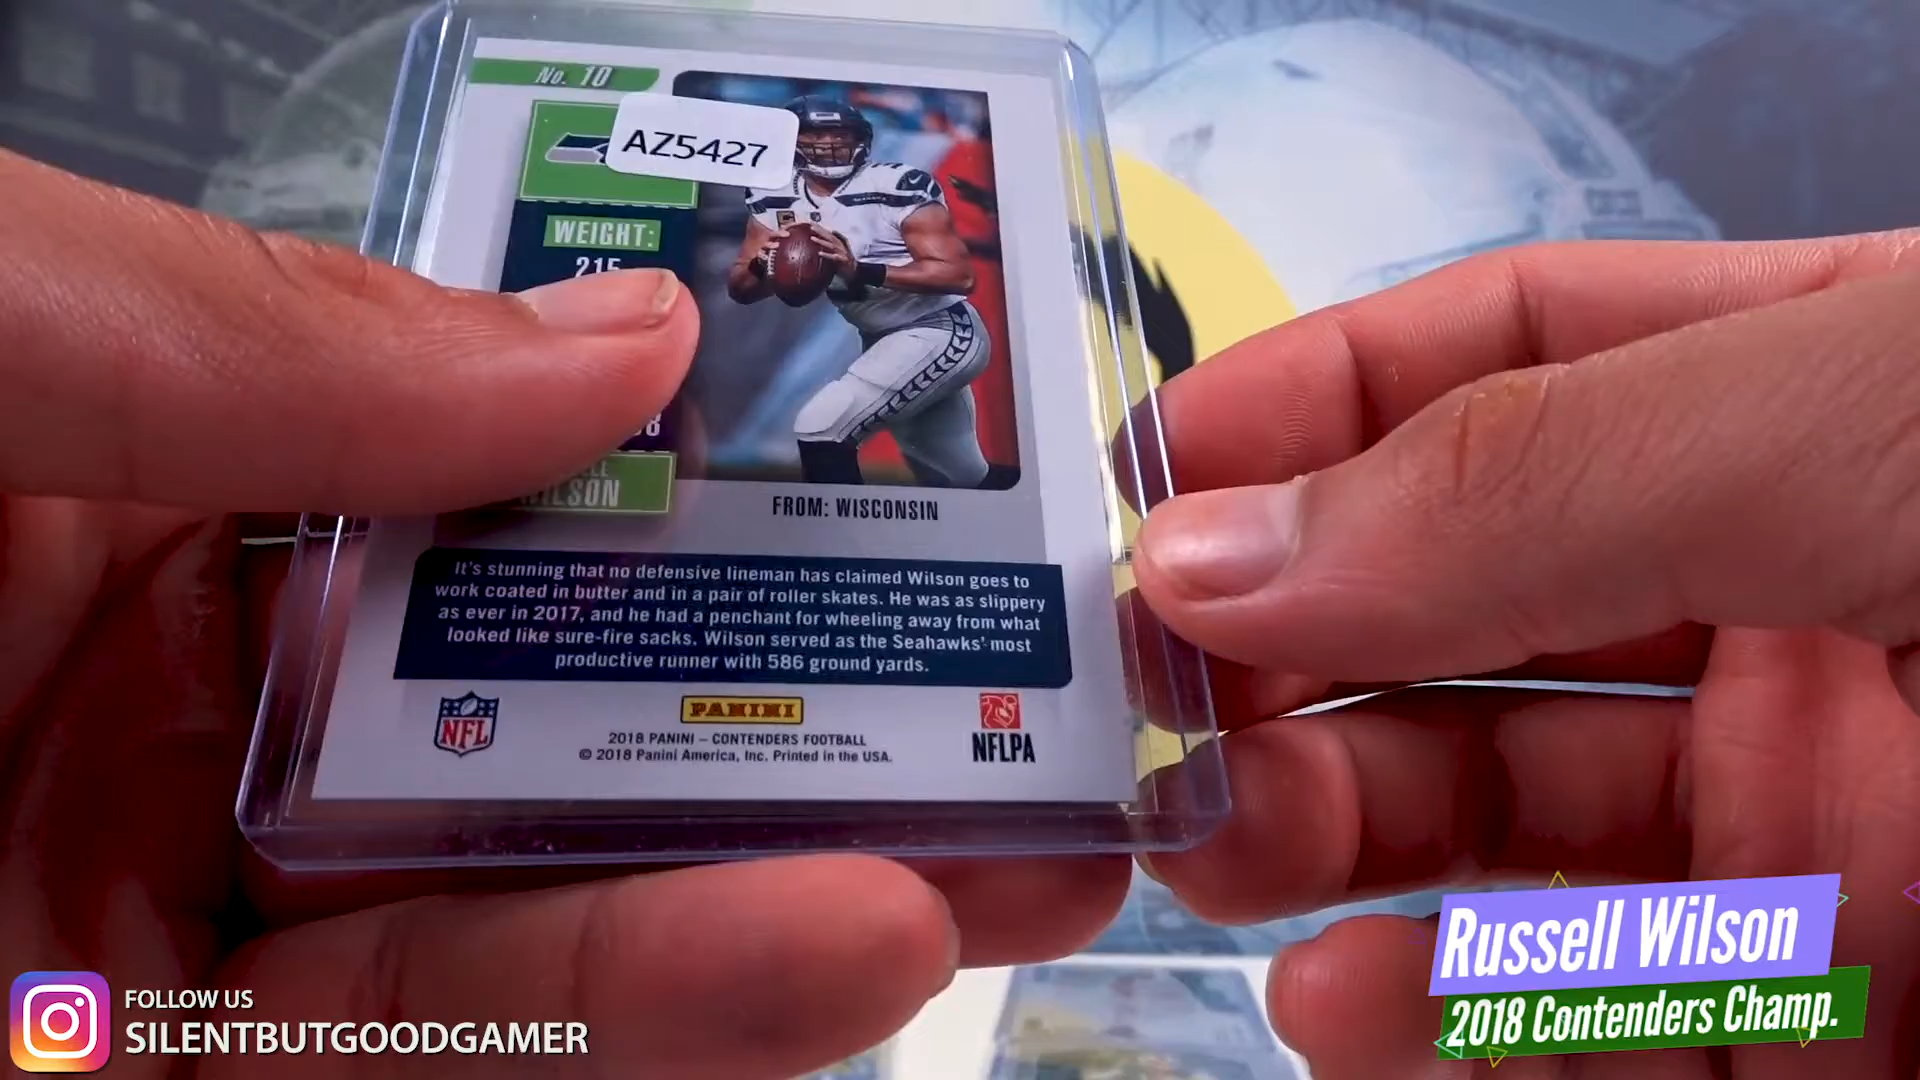 No. 10
AZ5427
WEIGHT:
215
WILSON
FROM: WISCONSIN
It's stunning that no defensive lineman has claimed Wilson goes to
work coated in butter and in a pair of roller skates. He was as slippery
as ever in 2017, and he had a penchant for wheeling away from what
looked like sure-fire sacks. Wilson served as the Seahawks' most
productive runner with 586 ground yards.
NFL
PANINI
NFLPA
2018 PANINI – CONTENDERS FOOTBALL
© 2018 Panini America, Inc. Printed in the USA.
Russell Wilson
2018 Contenders Champ.
FOLLOW US
SILENTBUTGOODGAMER